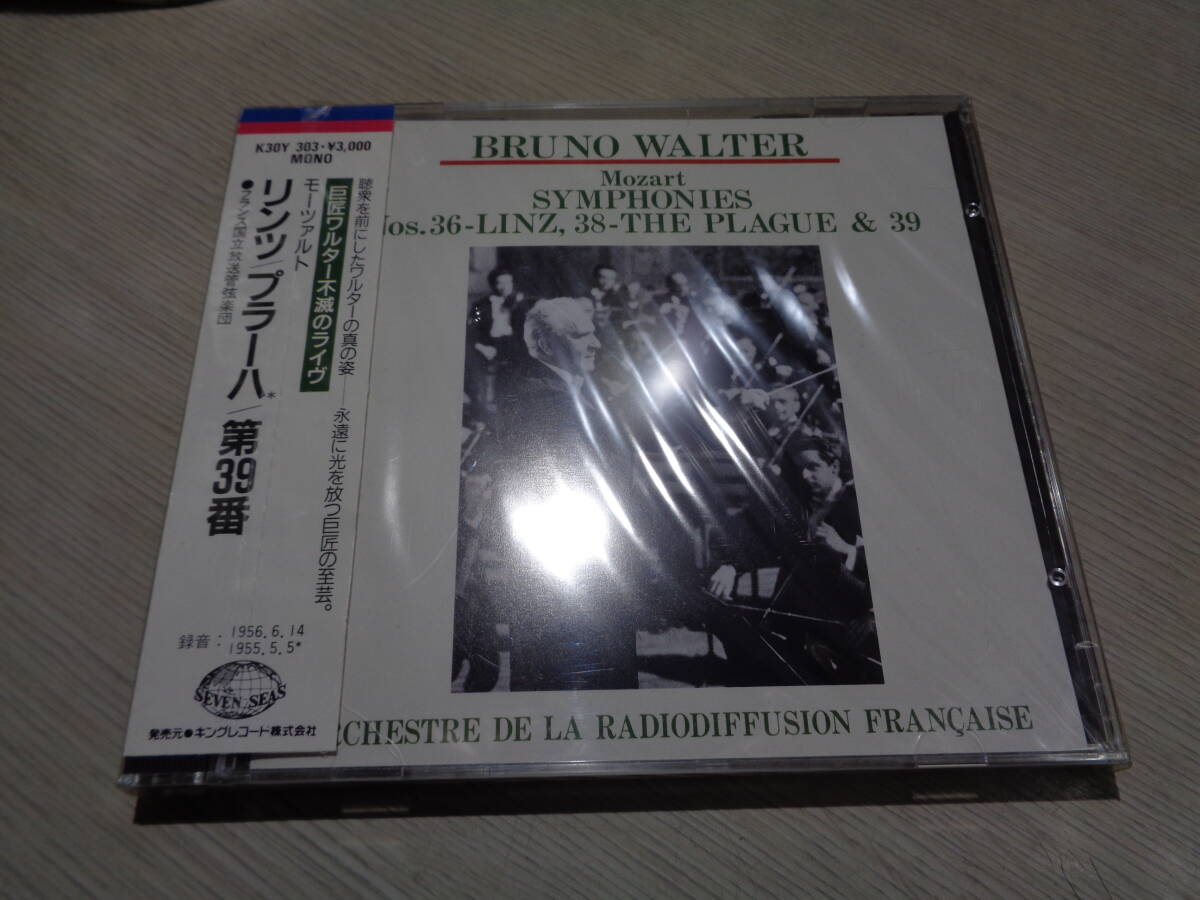 K30Y 303・¥3,000
MONO
聴衆を前にしたワルターの真の姿——永遠に光を放つ巨匠の至芸。
巨匠ワルター不滅のライヴ
モーツァルト
リンツ/プラーハ*/第39番
●フランス国立放送管弦楽団
録音:1956.6.14
1955.5.5*
SEVEN SEAS
発売元●キングレコード株式会社
BRUNO WALTER
Mozart
SYMPHONIES
Nos.36-LINZ, 38-THE PLAGUE & 39
ORCHESTRE DE LA RADIODIFFUSION FRANÇAISE